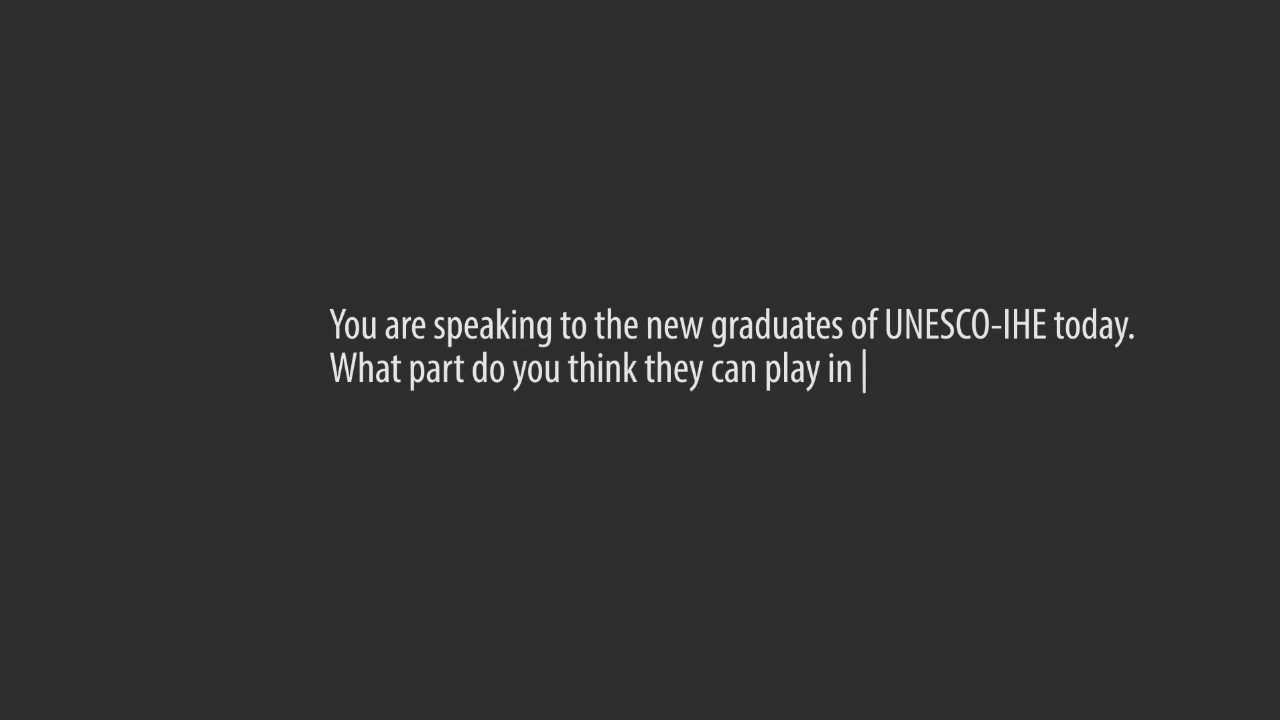 You are speaking to the new graduates of UNESCO-IHE today.
What part do you think they can play in